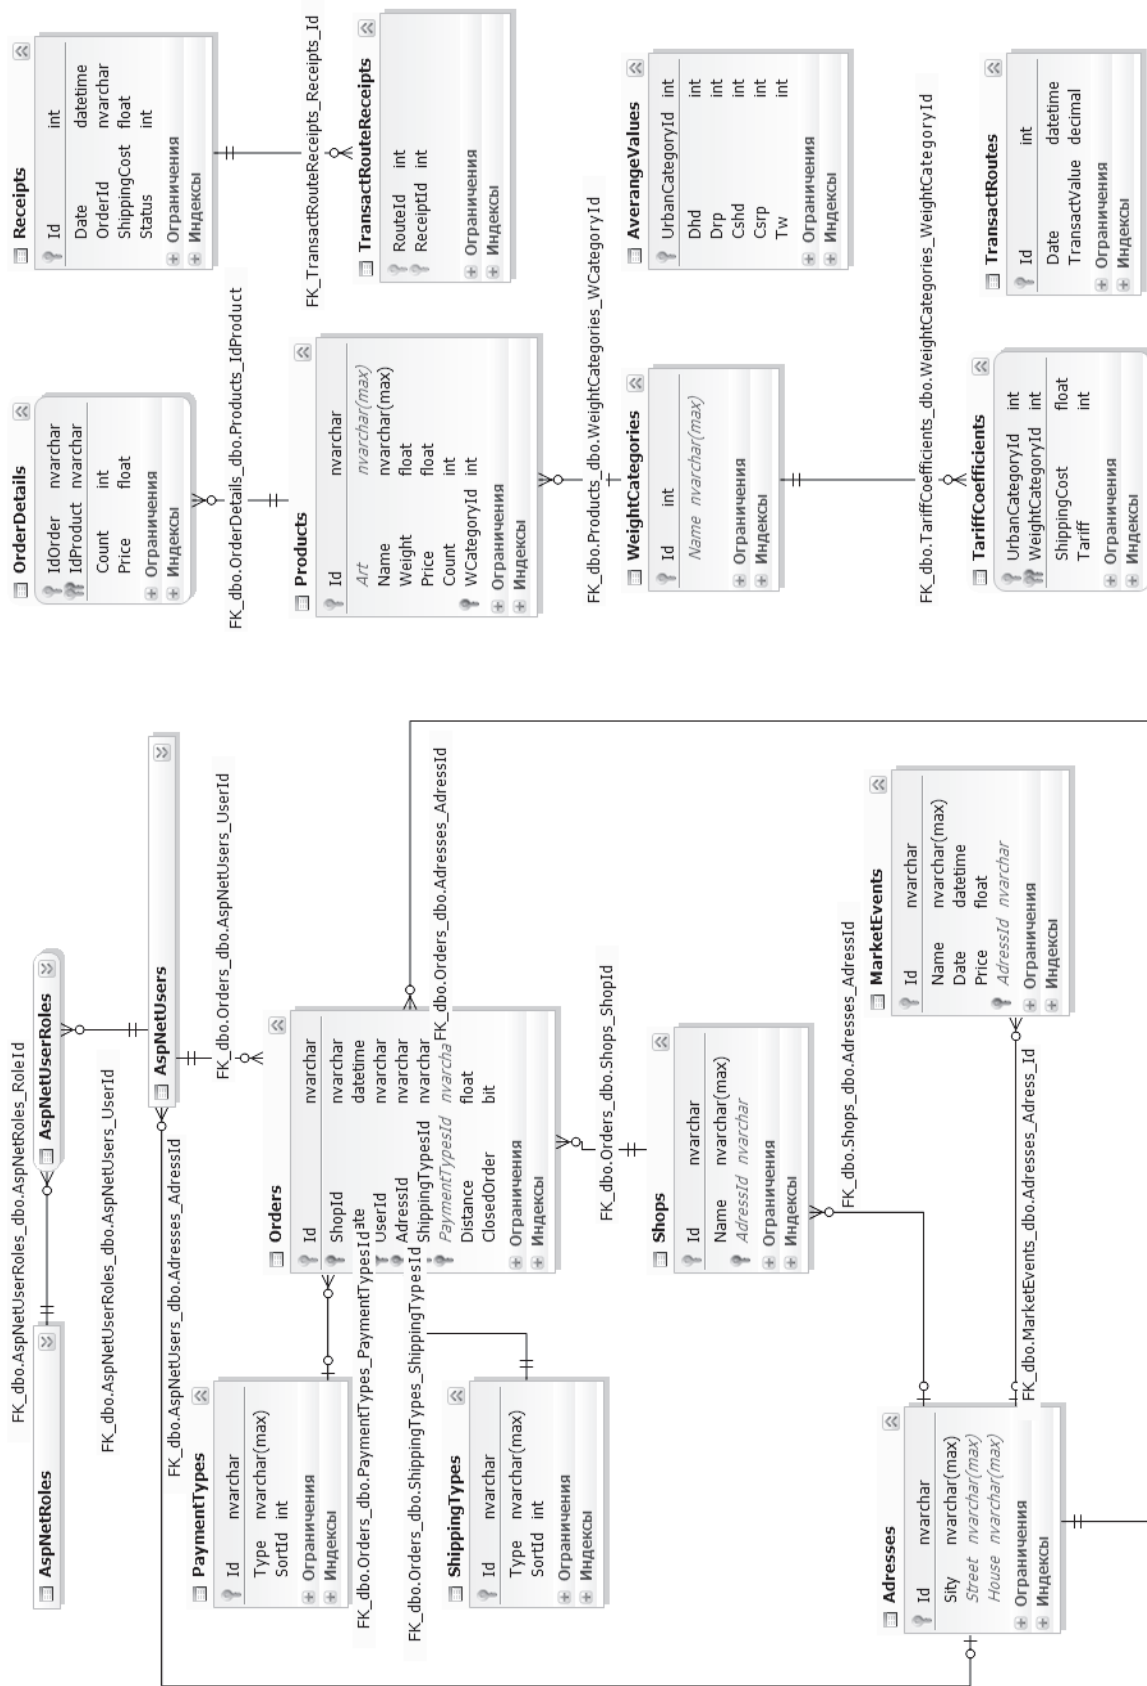 FK_dbo.AspNetUserRoles_dbo.AspNetRoles_RoleId
AspNetRoles
AspNetUserRoles
FK_dbo.AspNetUserRoles_dbo.AspNetUsers_UserId
AspNetUsers
FK_dbo.AspNetUsers_dbo.Adresses_AdressId
FK_dbo.Orders_dbo.AspNetUsers_UserId
PaymentTypes
Id nvarchar
Type nvarchar(max)
SortId int
Ограничения
Индексы
FK_dbo.Orders_dbo.PaymentTypes_PaymentTypesId
FK_dbo.Orders_dbo.ShippingTypes_ShippingTypesId
ShippingTypes
Id nvarchar
Type nvarchar(max)
SortId int
Ограничения
Индексы
Orders
Id nvarchar
ShopId nvarchar
ate datetime
UserId nvarchar
AdressId nvarchar
ShippingTypesId nvarchar
PaymentTypesId nvarcha
Distance float
ClosedOrder bit
Ограничения
Индексы
FK_dbo.Orders_dbo.Adresses_AdressId
FK_dbo.Orders_dbo.Shops_ShopId
Shops
Id nvarchar
Name nvarchar(max)
AdressId nvarchar
Ограничения
Индексы
FK_dbo.Shops_dbo.Adresses_AdressId
Adresses
Id nvarchar
Sity nvarchar(max)
Street nvarchar(max)
House nvarchar(max)
Ограничения
Индексы
FK_dbo.MarketEvents_dbo.Adresses_Adress_Id
MarketEvents
Id nvarchar
Name nvarchar(max)
Date datetime
Price float
AdressId nvarchar
Ограничения
Индексы
OrderDetails
IdOrder nvarchar
IdProduct nvarchar
Count int
Price float
Ограничения
Индексы
FK_dbo.OrderDetails_dbo.Products_IdProduct
Products
Id nvarchar
Art nvarchar(max)
Name nvarchar(max)
Weight float
Price float
Count int
WCategoryId int
Ограничения
Индексы
FK_dbo.Products_dbo.WeightCategories_WCategoryId
WeightCategories
Id int
Name nvarchar(max)
Ограничения
Индексы
FK_dbo.TariffCoefficients_dbo.WeightCategories_WeightCategoryId
TariffCoefficients
UrbanCategoryId int
WeightCategoryId int
ShippingCost float
Tariff int
Ограничения
Индексы
Receipts
Id int
Date datetime
OrderId nvarchar
ShippingCost float
Status int
Ограничения
Индексы
FK_TransactRouteReceipts_Receipts_Id
TransactRouteReceipts
RouteId int
ReceiptId int
Ограничения
Индексы
AverangeValues
UrbanCategoryId int
Dhd int
Drp int
Cshd int
Csrp int
Tw int
Ограничения
Индексы
TransactRoutes
Id int
Date datetime
TransactValue decimal
Ограничения
Индексы